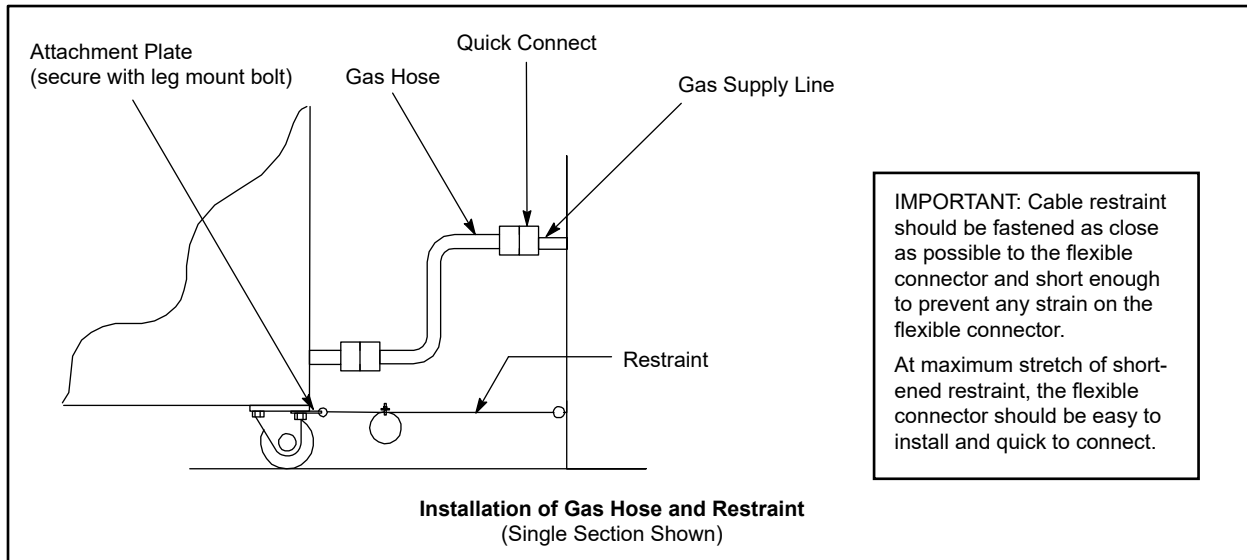 Attachment Plate
(secure with leg mount bolt)
Quick Connect
Gas Hose
Gas Supply Line
Restraint
IMPORTANT: Cable restraint
should be fastened as close
as possible to the flexible
connector and short enough
to prevent any strain on the
flexible connector.
At maximum stretch of short-
ened restraint, the flexible
connector should be easy to
install and quick to connect.
Installation of Gas Hose and Restraint
(Single Section Shown)